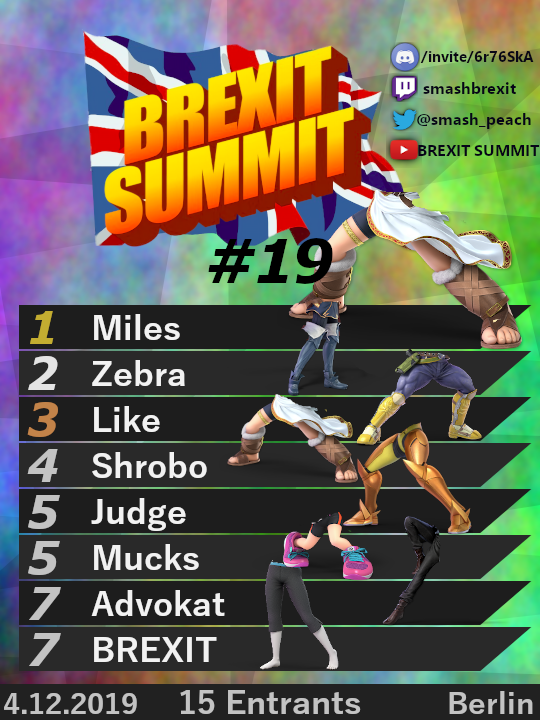 BREXIT
SUMMIT
#19
/invite/6r76SkA
smashbrexit
@smash_peach
BREXIT SUMMIT
1 Miles
2 Zebra
3 Like
4 Shrobo
5 Judge
5 Mucks
7 Advokat
7 BREXIT
4.12.2019 15 Entrants Berlin